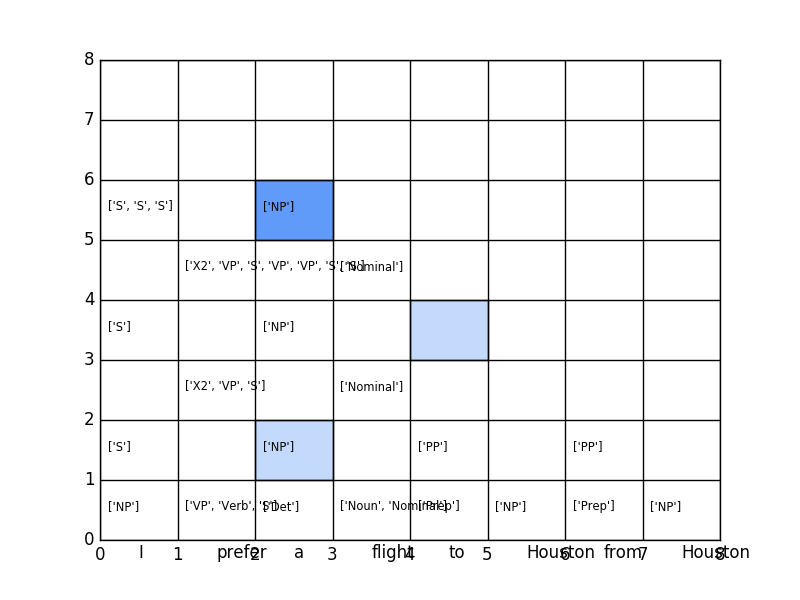 8
7
6
['S', 'S', 'S'] ['NP']
5
['X2', 'VP', 'S', 'VP', 'VP', 'S', 'S'] ['Nominal']
4
['S'] ['NP']
3
['X2', 'VP', 'S'] ['Nominal']
2
['S'] ['NP'] ['PP'] ['PP']
1
['NP'] ['VP', 'Verb', 'S'] ['Det'] ['Noun', 'Nominal'] ['Prep'] ['NP'] ['Prep'] ['NP']
0
I prefer a flight to Houston from Houston
0 1 2 3 4 5 6 7 8